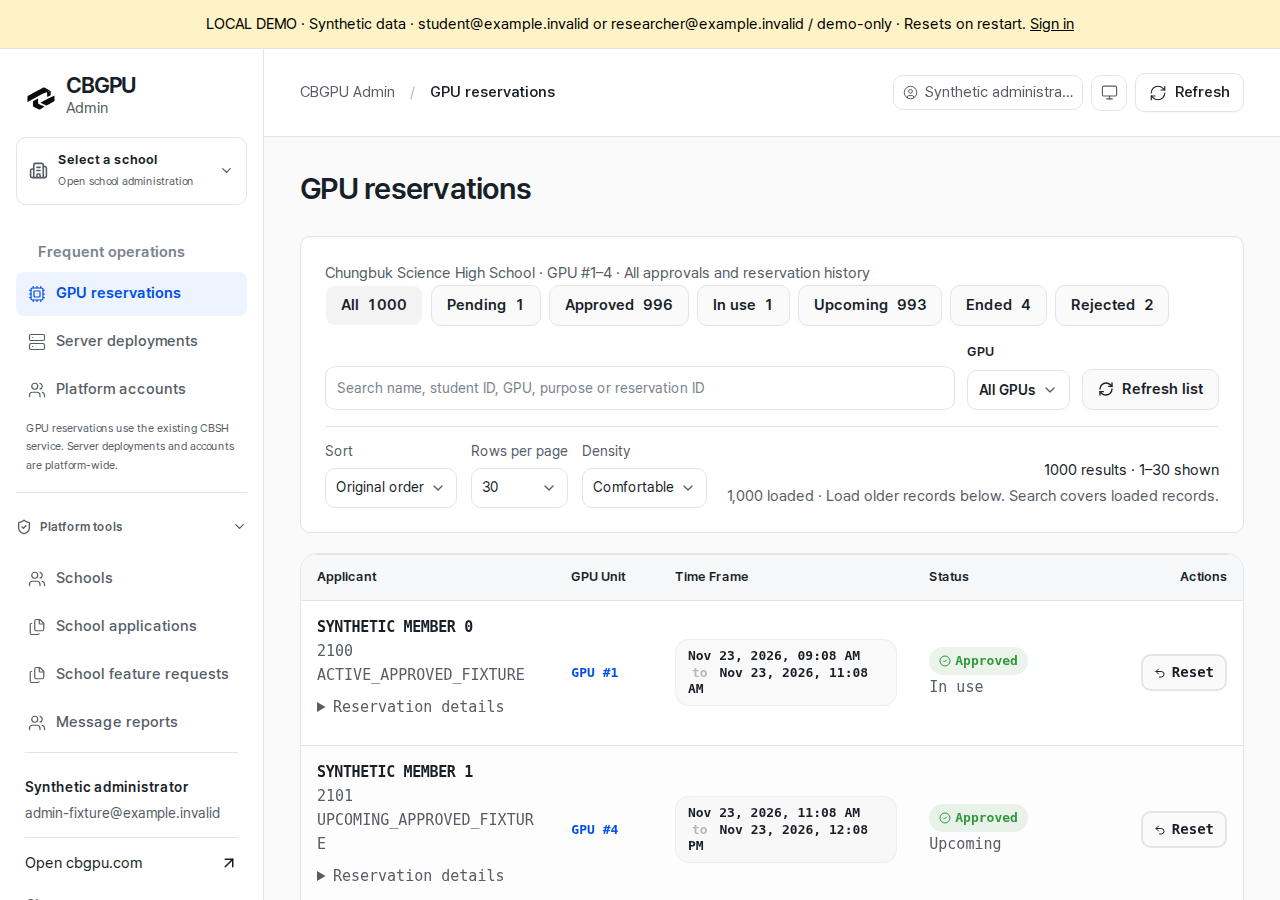 LOCAL DEMO · Synthetic data · student@example.invalid or researcher@example.invalid / demo-only · Resets on restart. Sign in
CBGPU
Admin
Select a school
Open school administration
Frequent operations
GPU reservations
Server deployments
Platform accounts
GPU reservations use the existing CBSH
service. Server deployments and accounts
are platform-wide.
Platform tools
Schools
School applications
School feature requests
Message reports
Synthetic administrator
admin-fixture@example.invalid
Open cbgpu.com
CBGPU Admin / GPU reservations
Synthetic administra...
Refresh
GPU reservations
Chungbuk Science High School · GPU #1–4 · All approvals and reservation history
All 1000 Pending 1 Approved 996 In use 1 Upcoming 993 Ended 4 Rejected 2
GPU
Search name, student ID, GPU, purpose or reservation ID
All GPUs
Refresh list
Sort Rows per page Density
Original order 30 Comfortable
1000 results · 1–30 shown
1,000 loaded · Load older records below. Search covers loaded records.
Applicant GPU Unit Time Frame Status Actions
SYNTHETIC MEMBER 0
2100
ACTIVE_APPROVED_FIXTURE
Reservation details
GPU #1
Nov 23, 2026, 09:08 AM
to Nov 23, 2026, 11:08
AM
Approved
In use
Reset
SYNTHETIC MEMBER 1
2101
UPCOMING_APPROVED_FIXTUR
E
Reservation details
GPU #4
Nov 23, 2026, 11:08 AM
to Nov 23, 2026, 12:08
PM
Approved
Upcoming
Reset